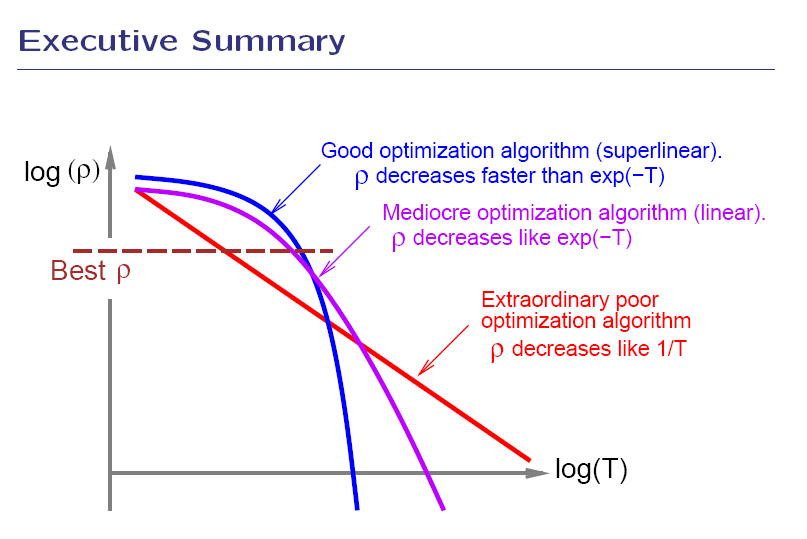 Executive Summary
Good optimization algorithm (superlinear).
log (ρ)
ρ decreases faster than exp(−T)
Mediocre optimization algorithm (linear).
ρ decreases like exp(−T)
Best ρ
Extraordinary poor
optimization algorithm
ρ decreases like 1/T
log(T)